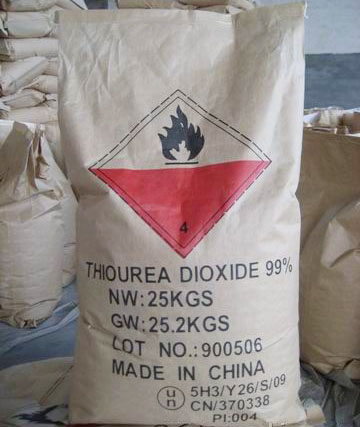 4
THIOUREA DIOXIDE 99%
NW:25KGS
GW:25.2KGS
LOT NO.:900506
MADE IN CHINA
un 5H3/Y26/S/09
CN/370338
PI:004